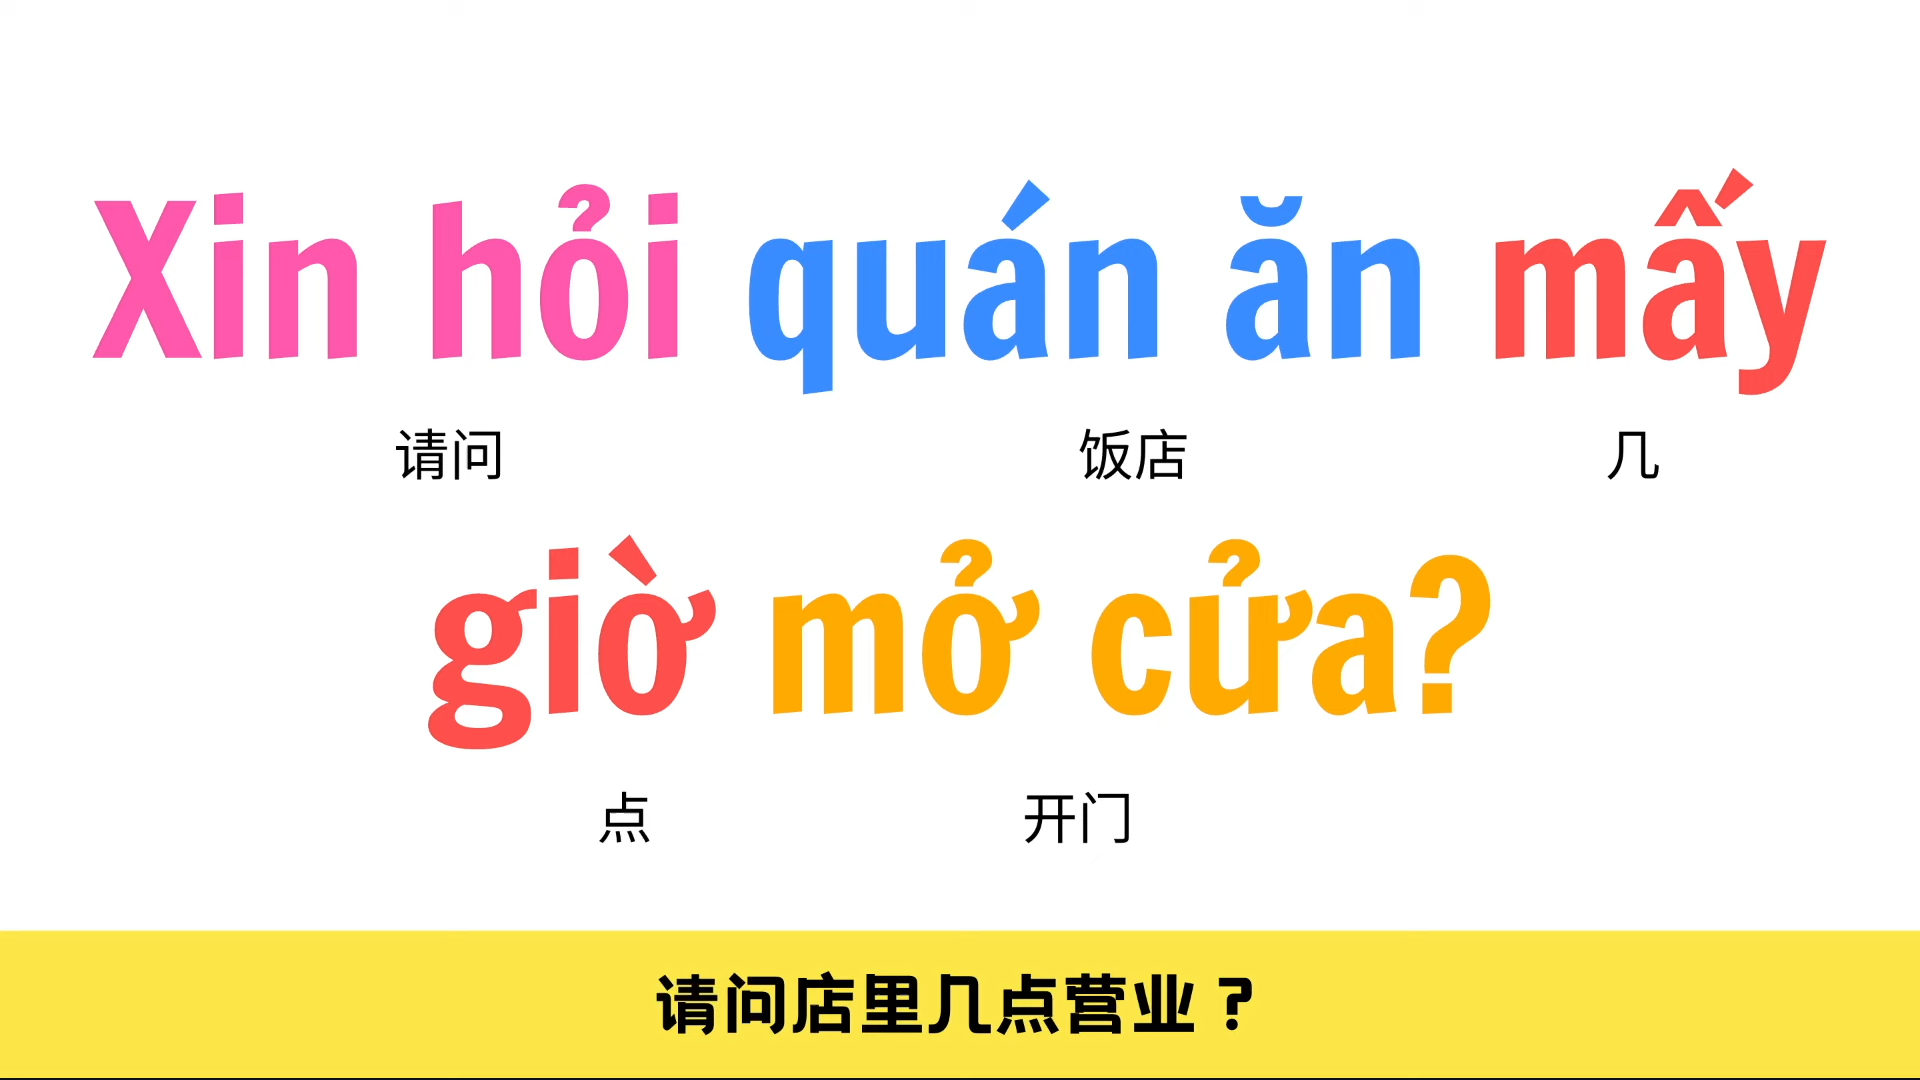 Xin hỏi quán ăn mấy
请问 饭店 几
giờ mở cửa?
点 开门
请问店里几点营业？